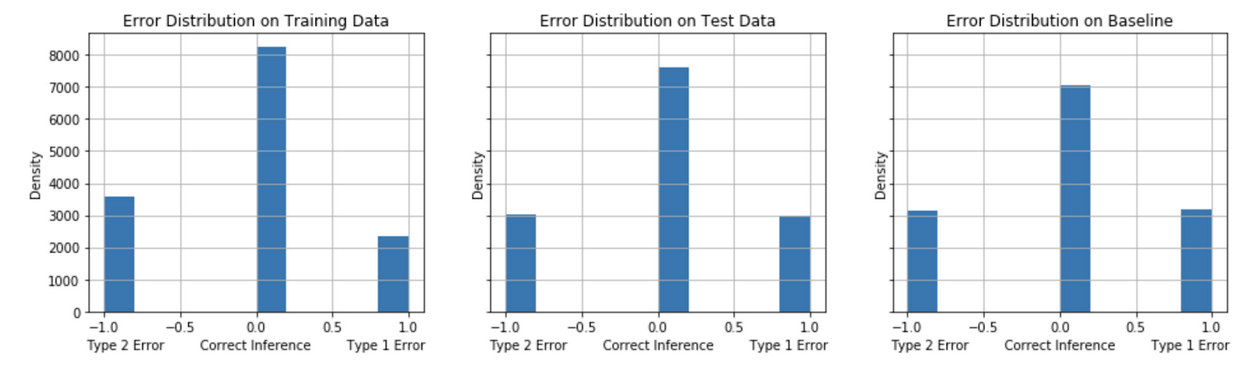 Error Distribution on Training Data
Density
8000
7000
6000
5000
4000
3000
2000
1000
0
−1.0 −0.5 0.0 0.5 1.0
Type 2 Error Correct Inference Type 1 Error
Error Distribution on Test Data
Density
−1.0 −0.5 0.0 0.5 1.0
Type 2 Error Correct Inference Type 1 Error
Error Distribution on Baseline
Density
−1.0 −0.5 0.0 0.5 1.0
Type 2 Error Correct Inference Type 1 Error